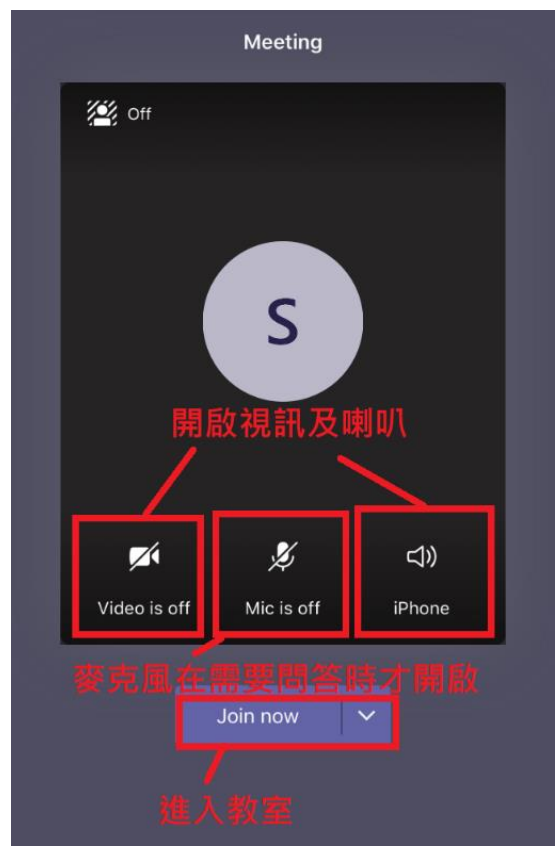 Meeting
Off
S
開啟視訊及喇叭
Video is off
Mic is off
iPhone
麥克風在需要問答時才開啟
Join now
進入教室